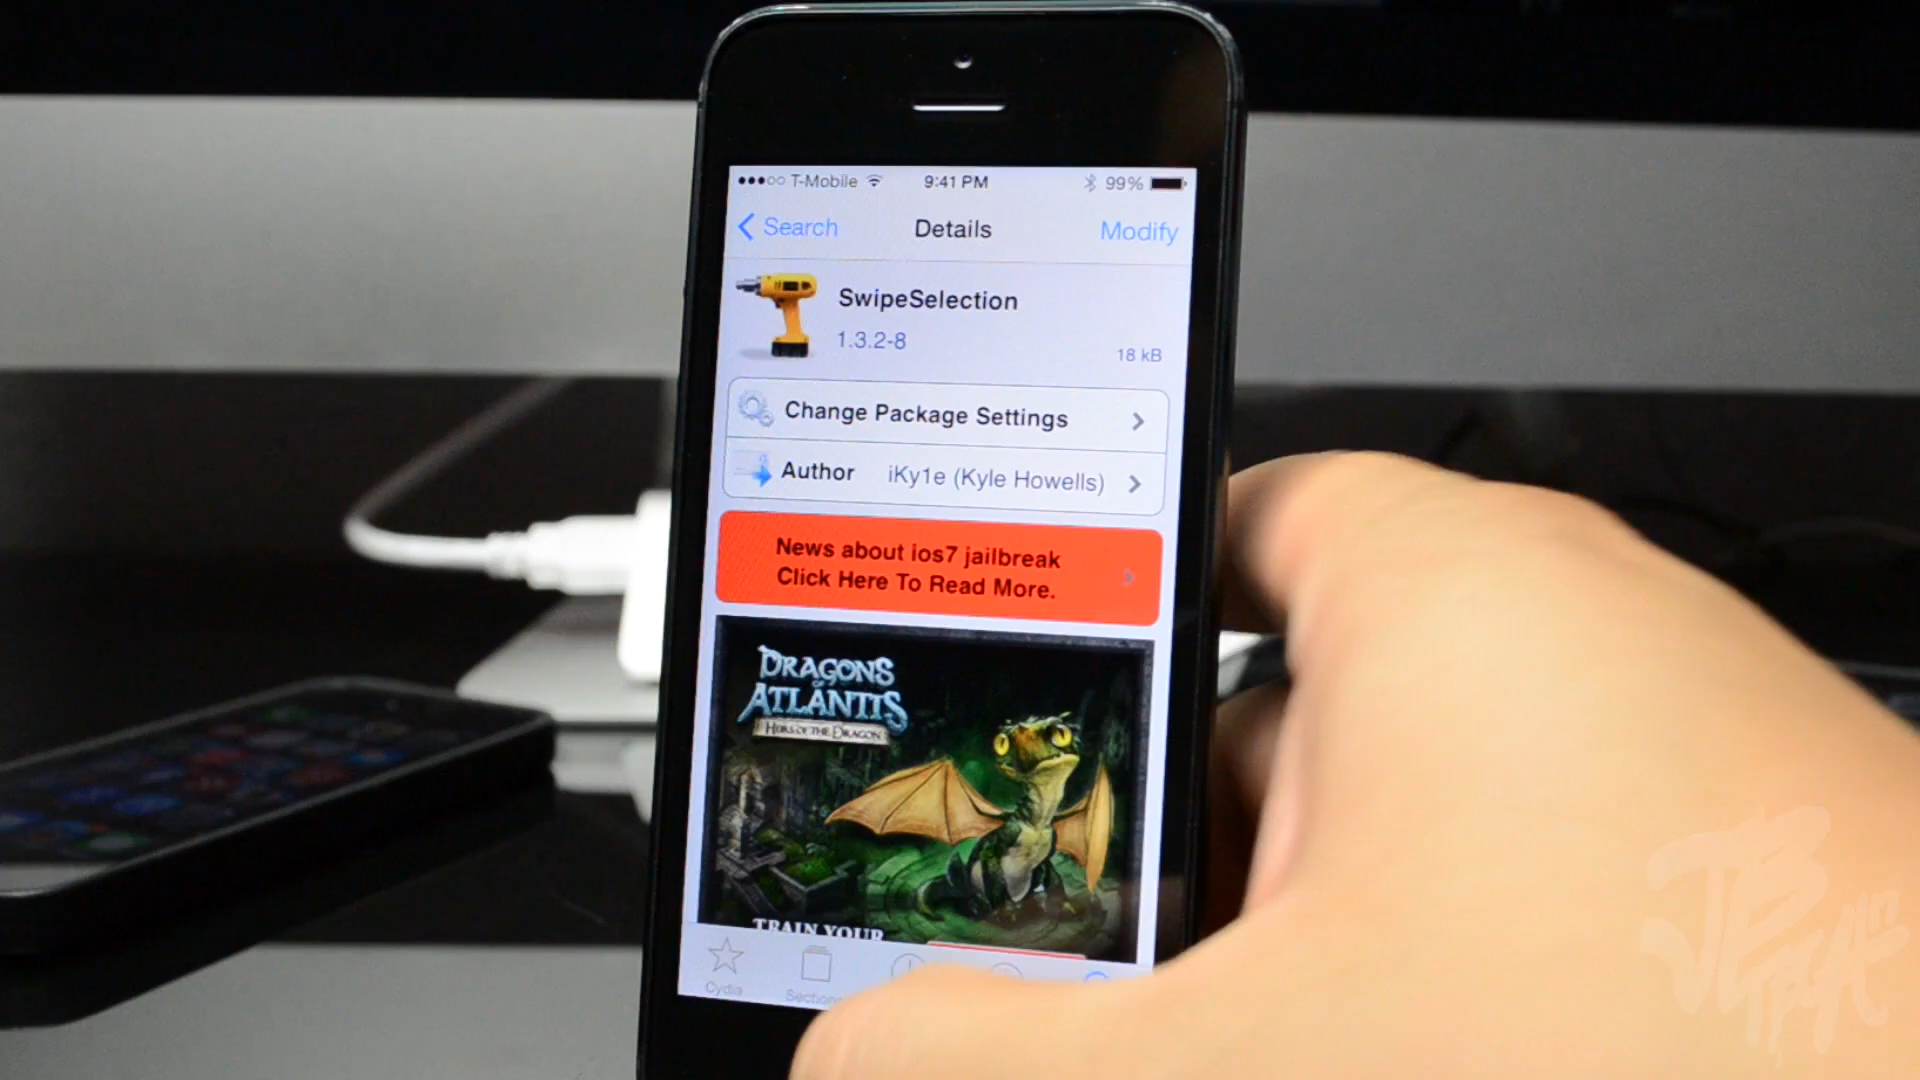 T-Mobile 9:41 PM 99%
Search Details Modify
SwipeSelection
1.3.2-8
18 kB
Change Package Settings
Author iKy1e (Kyle Howells)
News about ios7 jailbreak
Click Here To Read More.
DRAGONS
OF
ATLANTIS
HEIRS OF THE DRAGON
TRAIN YOUR
Cydia Sections